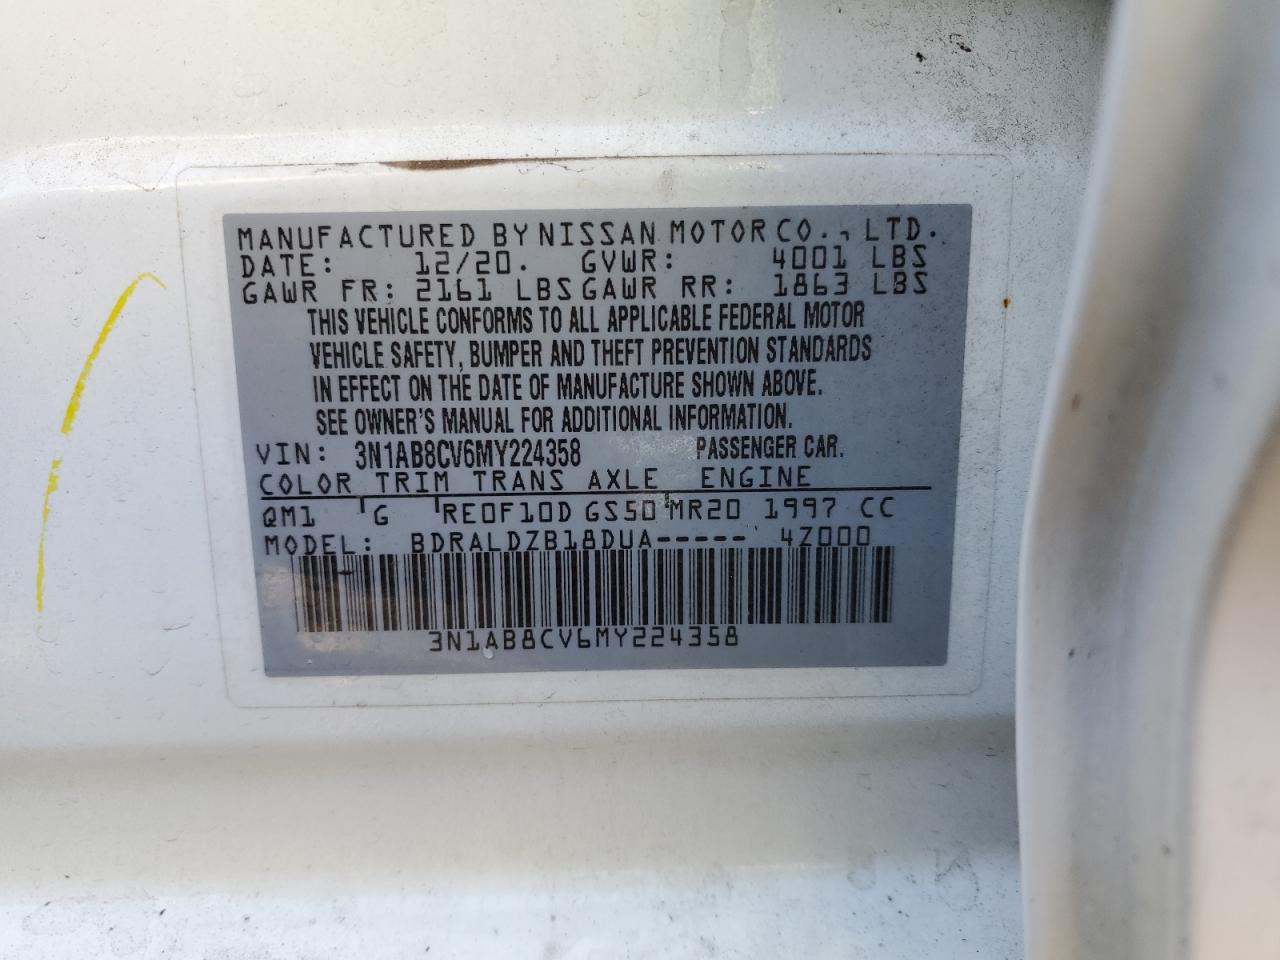 MANUFACTURED BY NISSAN MOTOR CO., LTD.
DATE: 12/20. GVWR: 4001 LBS
GAWR FR: 2161 LBS GAWR RR: 1863 LBS
THIS VEHICLE CONFORMS TO ALL APPLICABLE FEDERAL MOTOR
VEHICLE SAFETY, BUMPER AND THEFT PREVENTION STANDARDS
IN EFFECT ON THE DATE OF MANUFACTURE SHOWN ABOVE.
SEE OWNER'S MANUAL FOR ADDITIONAL INFORMATION.
VIN: 3N1AB8CV6MY224358 PASSENGER CAR.
COLOR TRIM TRANS AXLE ENGINE
QM1 G RE0F10D GS50 MR20 1997 CC
MODEL: BDRALDZB18DUA----- 4Z000
3N1AB8CV6MY224358